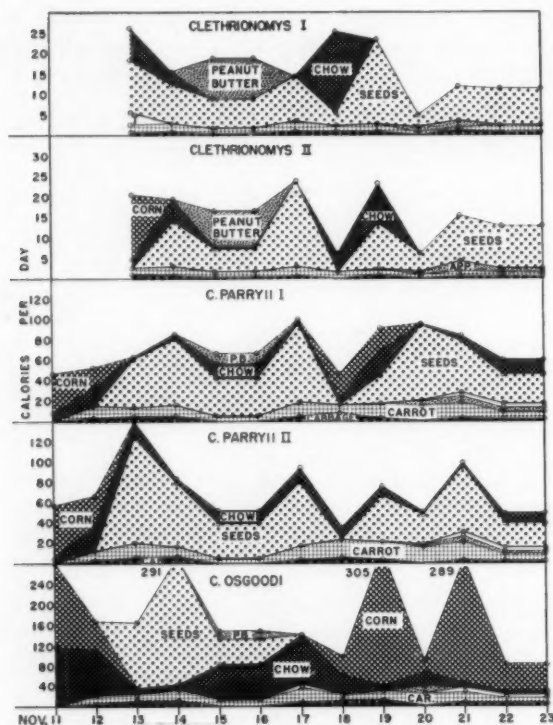 CLETHRIONOMYS I
25
20
15
10
5
PEANUT
BUTTER
CHOW
SEEDS
CLETHRIONOMYS II
30
25
20
15
10
5
CORN
PEANUT
BUTTER
CHOW
SEEDS
CALORIES PER DAY
C. PARRYII I
120
100
80
60
40
20
CORN
P.B.
CHOW
SEEDS
CARROT
C. PARRYII II
120
100
80
60
40
20
CORN
CHOW
SEEDS
CARROT
C. OSGOODI
240
200
160
120
80
40
291
305
289
SEEDS
P.B.
CORN
CHOW
CAR.
NOV. 11 12 13 14 15 16 17 18 19 20 21 22 23